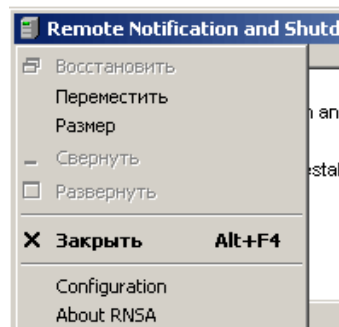 Remote Notification and Shutd
Восстановить
Переместить
Размер
Свернуть
Развернуть
Закрыть Alt+F4
Configuration
About RNSA